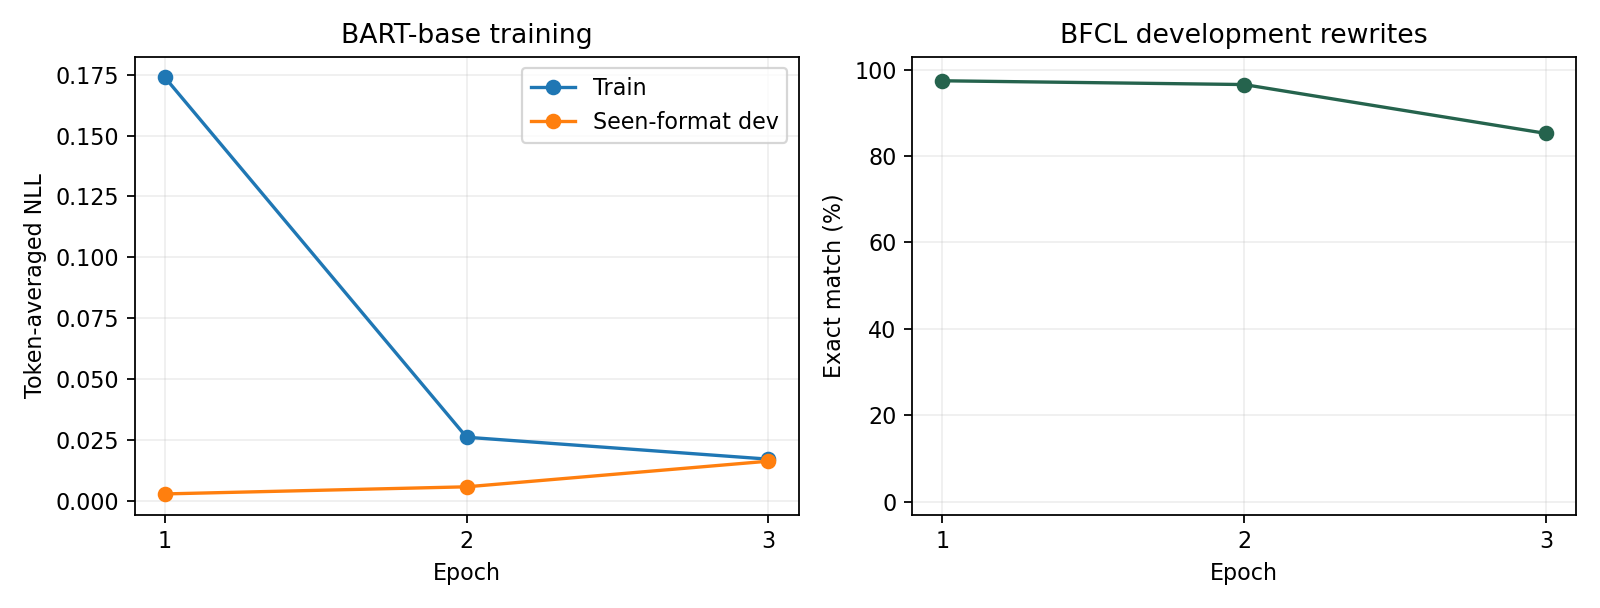 BART-base training
Token-averaged NLL
0.175
0.150
0.125
0.100
0.075
0.050
0.025
0.000
Train
Seen-format dev
1 2 3
Epoch
BFCL development rewrites
Exact match (%)
100
80
60
40
20
0
1 2 3
Epoch